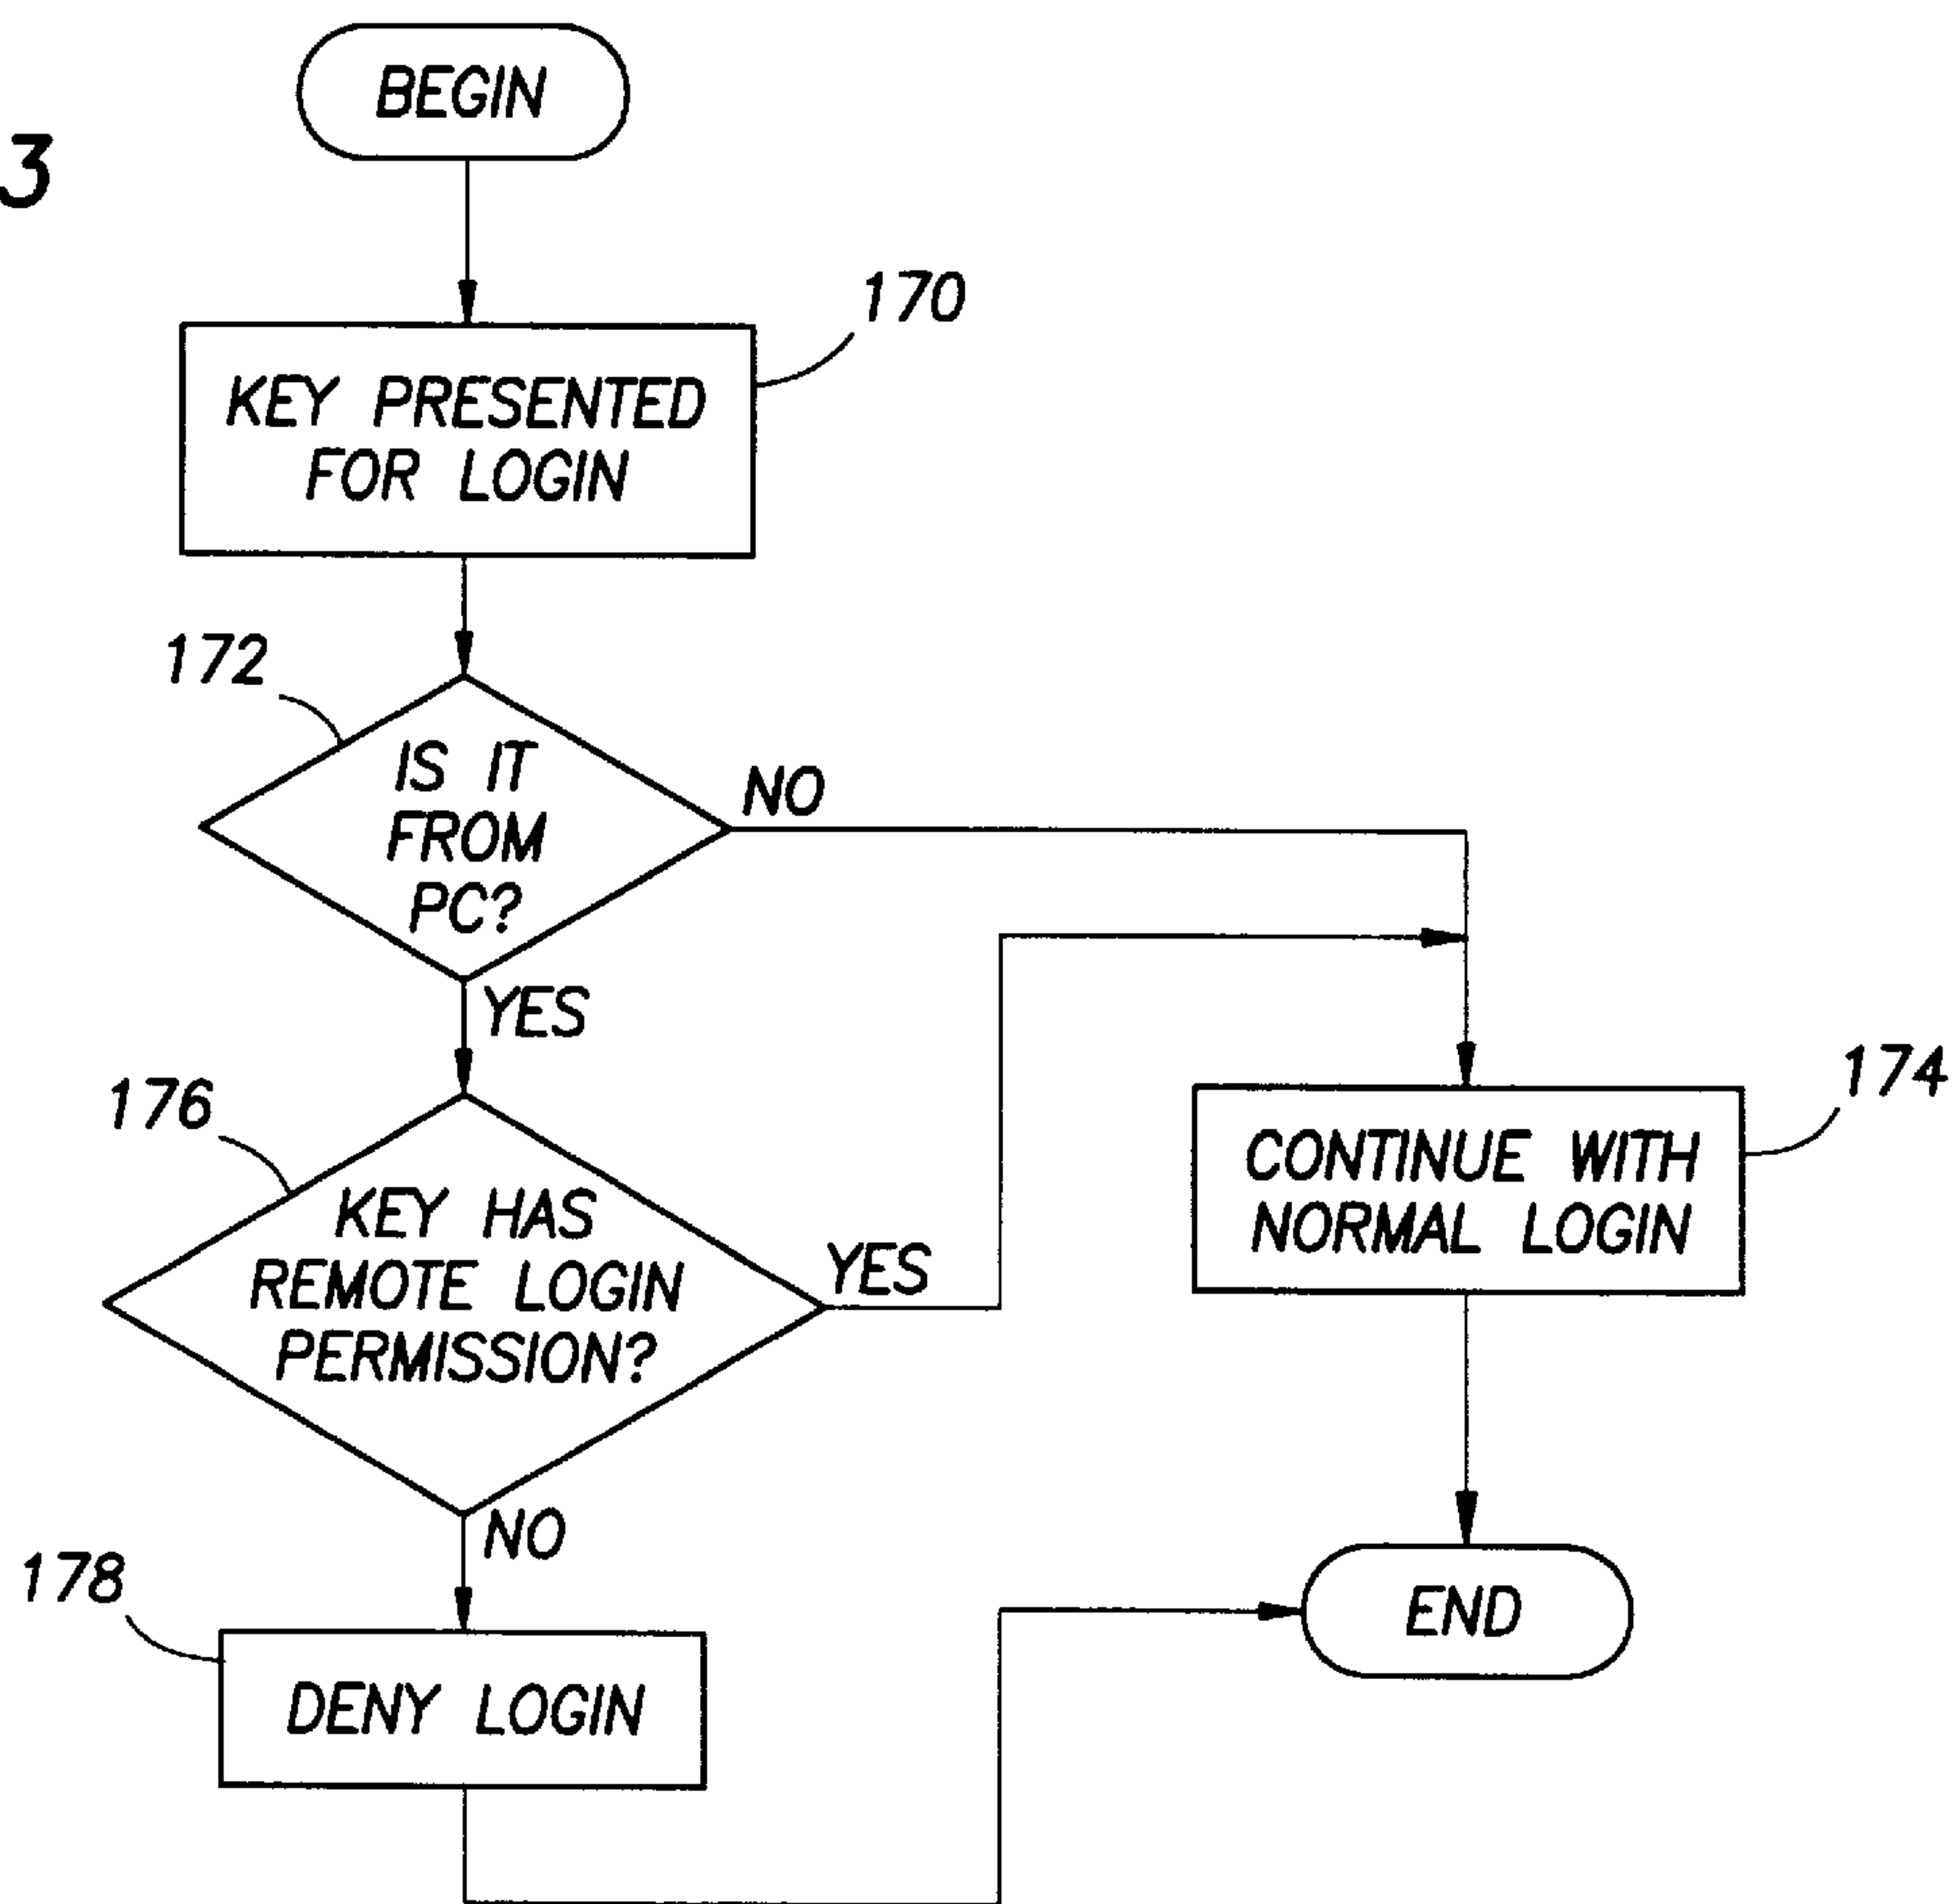 BEGIN
3
170
KEY PRESENTED
FOR LOGIN
172
IS IT
FROM
PC?
NO
YES
176
KEY HAS
REMOTE LOGIN
PERMISSION?
YES
174
CONTINUE WITH
NORMAL LOGIN
NO
178
DENY LOGIN
END